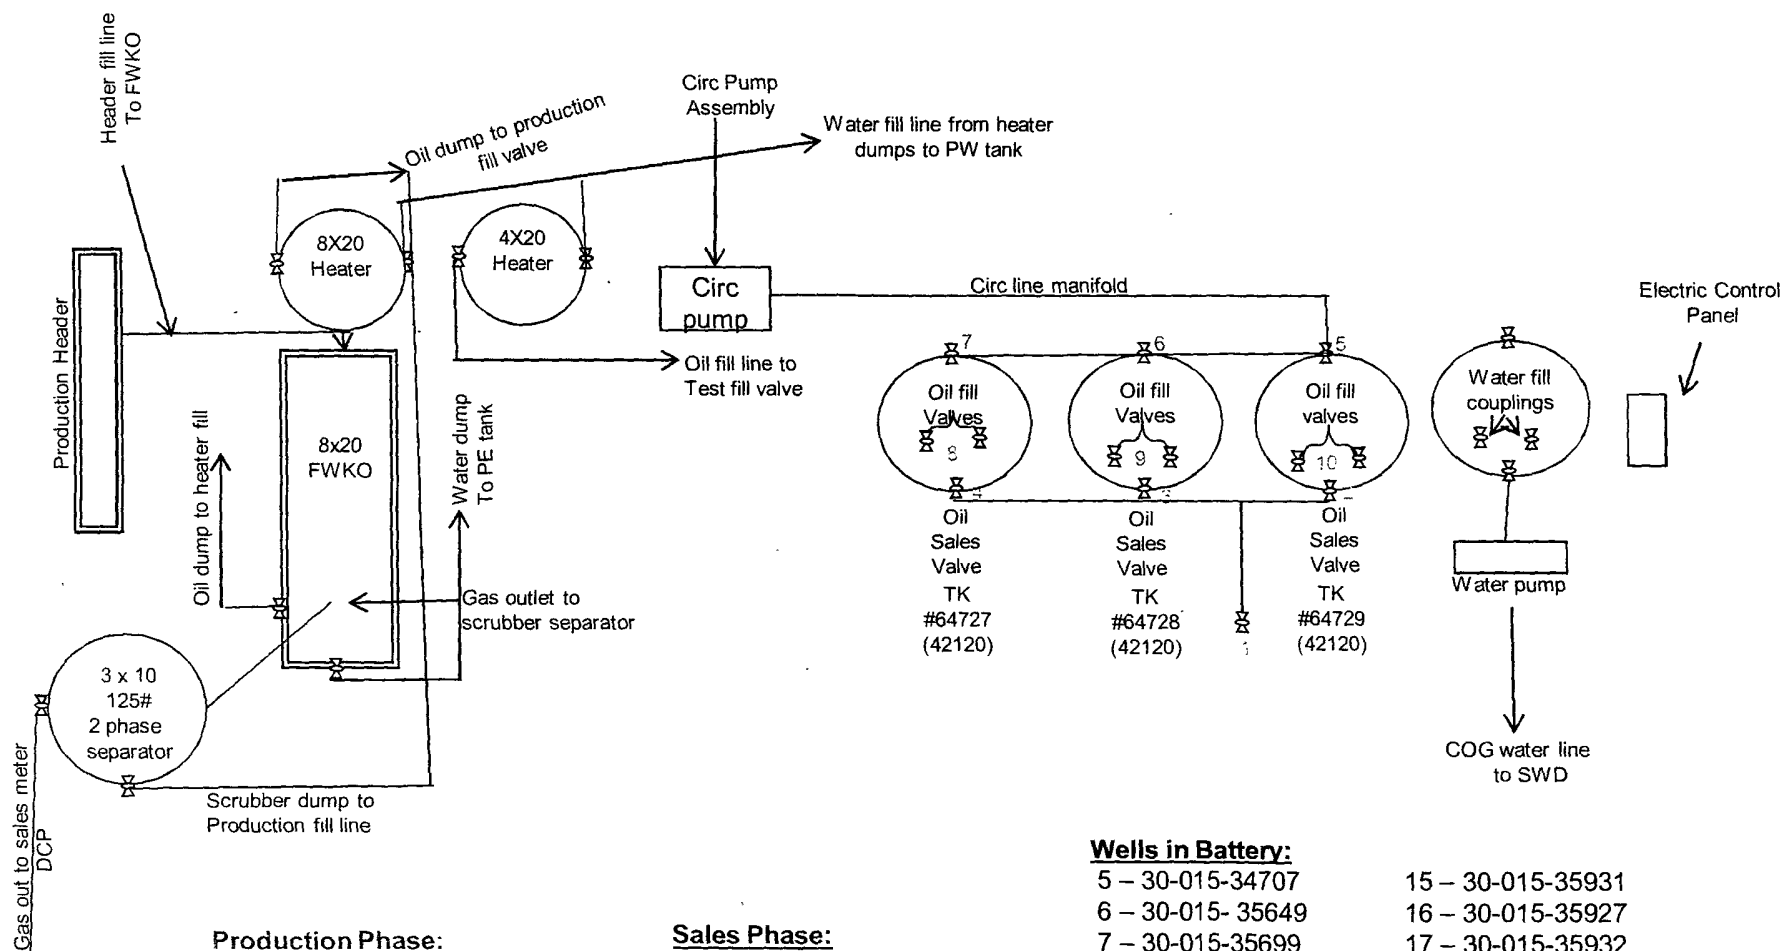 Header fill line
To FWKO
Oil dump to production
fill valve
Circ Pump
Assembly
Water fill line from heater
dumps to PW tank
8X20
Heater
4X20
Heater
Circ
pump
Circ line manifold
Electric Control
Panel
Production Header
Oil fill line to
Test fill valve
7
6
5
Oil fill
Valves
8
Oil fill
Valves
9
Oil fill
valves
10
Water fill
couplings
8x20
FWKO
Oil dump to heater fill
Water dump
To PE tank
Gas outlet to
scrubber separator
Oil
Sales
Valve
TK
#64727
(42120)
Oil
Sales
Valve
TK
#64728
(42120)
Oil
Sales
Valve
TK
#64729
(42120)
Water pump
COG water line
to SWD
3 x 10
125#
2 phase
separator
Gas out to sales meter
DCP
Scrubber dump to
Production fill line
Wells in Battery:
5 – 30-015-34707
6 – 30-015- 35649
7 – 30-015-35699
15 – 30-015-35931
16 – 30-015-35927
17 – 30-015-35932
Production Phase:
Sales Phase: